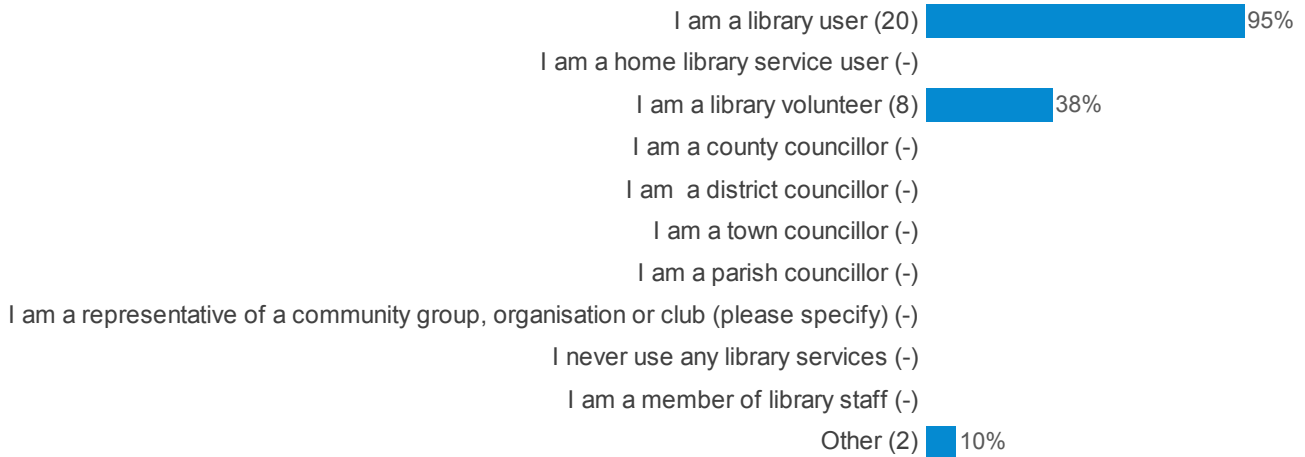 I am a library user (20) 95%
I am a home library service user (-)
I am a library volunteer (8) 38%
I am a county councillor (-)
I am  a district councillor (-)
I am a town councillor (-)
I am a parish councillor (-)
I am a representative of a community group, organisation or club (please specify) (-)
I never use any library services (-)
I am a member of library staff (-)
Other (2) 10%